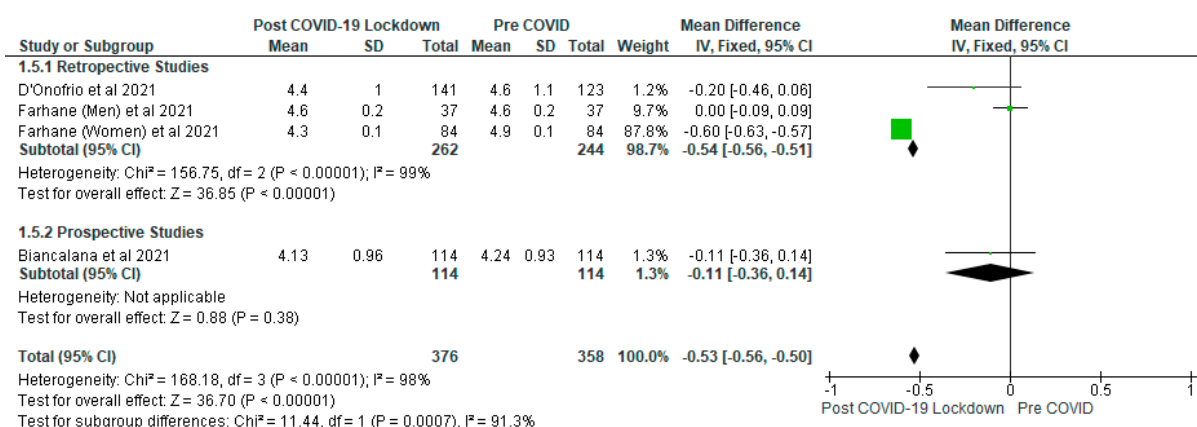 Post COVID-19 Lockdown Pre COVID Mean Difference Mean Difference
Study or Subgroup Mean SD Total Mean SD Total Weight IV, Fixed, 95% CI IV, Fixed, 95% CI
1.5.1 Retropective Studies
D'Onofrio et al 2021 4.4 1 141 4.6 1.1 123 1.2% -0.20 [-0.46, 0.06]
Farhane (Men) et al 2021 4.6 0.2 37 4.6 0.2 37 9.7% 0.00 [-0.09, 0.09]
Farhane (Women) et al 2021 4.3 0.1 84 4.9 0.1 84 87.8% -0.60 [-0.63, -0.57]
Subtotal (95% CI) 262 244 98.7% -0.54 [-0.56, -0.51]
Heterogeneity: Chi² = 156.75, df = 2 (P < 0.00001); I² = 99%
Test for overall effect: Z = 36.85 (P < 0.00001)
1.5.2 Prospective Studies
Biancalana et al 2021 4.13 0.96 114 4.24 0.93 114 1.3% -0.11 [-0.36, 0.14]
Subtotal (95% CI) 114 114 1.3% -0.11 [-0.36, 0.14]
Heterogeneity: Not applicable
Test for overall effect: Z = 0.88 (P = 0.38)
Total (95% CI) 376 358 100.0% -0.53 [-0.56, -0.50]
Heterogeneity: Chi² = 168.18, df = 3 (P < 0.00001); I² = 98%
Test for overall effect: Z = 36.70 (P < 0.00001)
Test for subgroup differences: Chi² = 11.44, df = 1 (P = 0.0007), I² = 91.3%
-1 -0.5 0 0.5 1
Post COVID-19 Lockdown Pre COVID